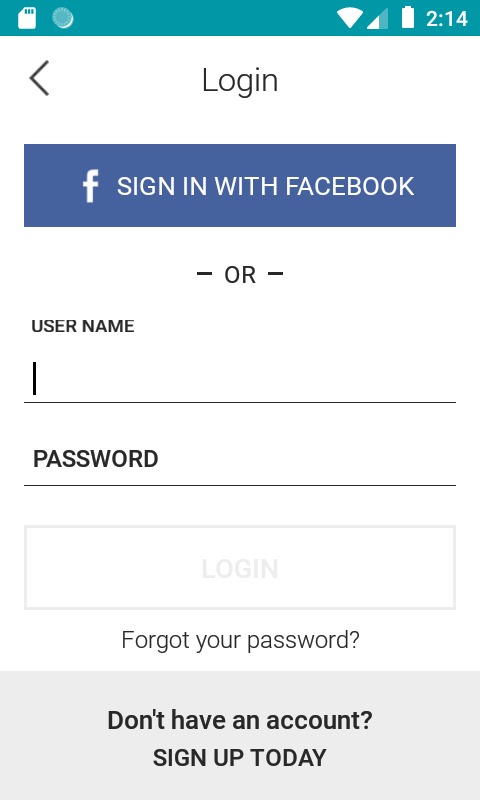 2:14
Login
f SIGN IN WITH FACEBOOK
OR
USER NAME
PASSWORD
LOGIN
Forgot your password?
Don't have an account?
SIGN UP TODAY